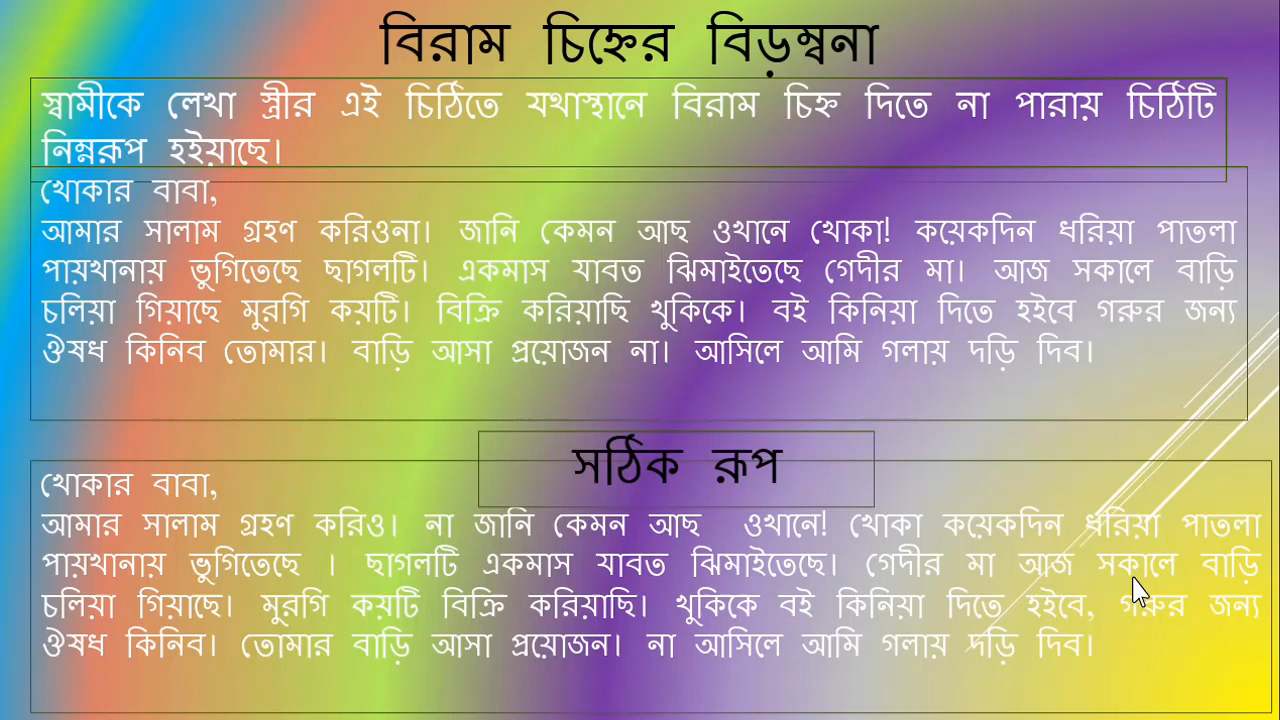 বিরাম চিহ্নের বিড়ম্বনা
স্বামীকে লেখা স্ত্রীর এই চিঠিতে যথাস্থানে বিরাম চিহ্ন দিতে না পারায় চিঠিটি
নিম্নরূপ হইয়াছে।
খোকার বাবা,
আমার সালাম গ্রহণ করিওনা। জানি কেমন আছ ওখানে খোকা! কয়েকদিন ধরিয়া পাতলা
পায়খানায় ভুগিতেছে ছাগলটি। একমাস যাবত ঝিমাইতেছে গেদীর মা। আজ সকালে বাড়ি
চলিয়া গিয়াছে মুরগি কয়টি। বিক্রি করিয়াছি খুকিকে। বই কিনিয়া দিতে হইবে গরুর জন্য
ঔষধ কিনিব তোমার। বাড়ি আসা প্রয়োজন না। আসিলে আমি গলায় দড়ি দিব।
সঠিক রূপ
খোকার বাবা,
আমার সালাম গ্রহণ করিও। না জানি কেমন আছ ওখানে! খোকা কয়েকদিন ধরিয়া পাতলা
পায়খানায় ভুগিতেছে । ছাগলটি একমাস যাবত ঝিমাইতেছে। গেদীর মা আজ সকালে বাড়ি
চলিয়া গিয়াছে। মুরগি কয়টি বিক্রি করিয়াছি। খুকিকে বই কিনিয়া দিতে হইবে, গরুর জন্য
ঔষধ কিনিব। তোমার বাড়ি আসা প্রয়োজন। না আসিলে আমি গলায় দড়ি দিব।